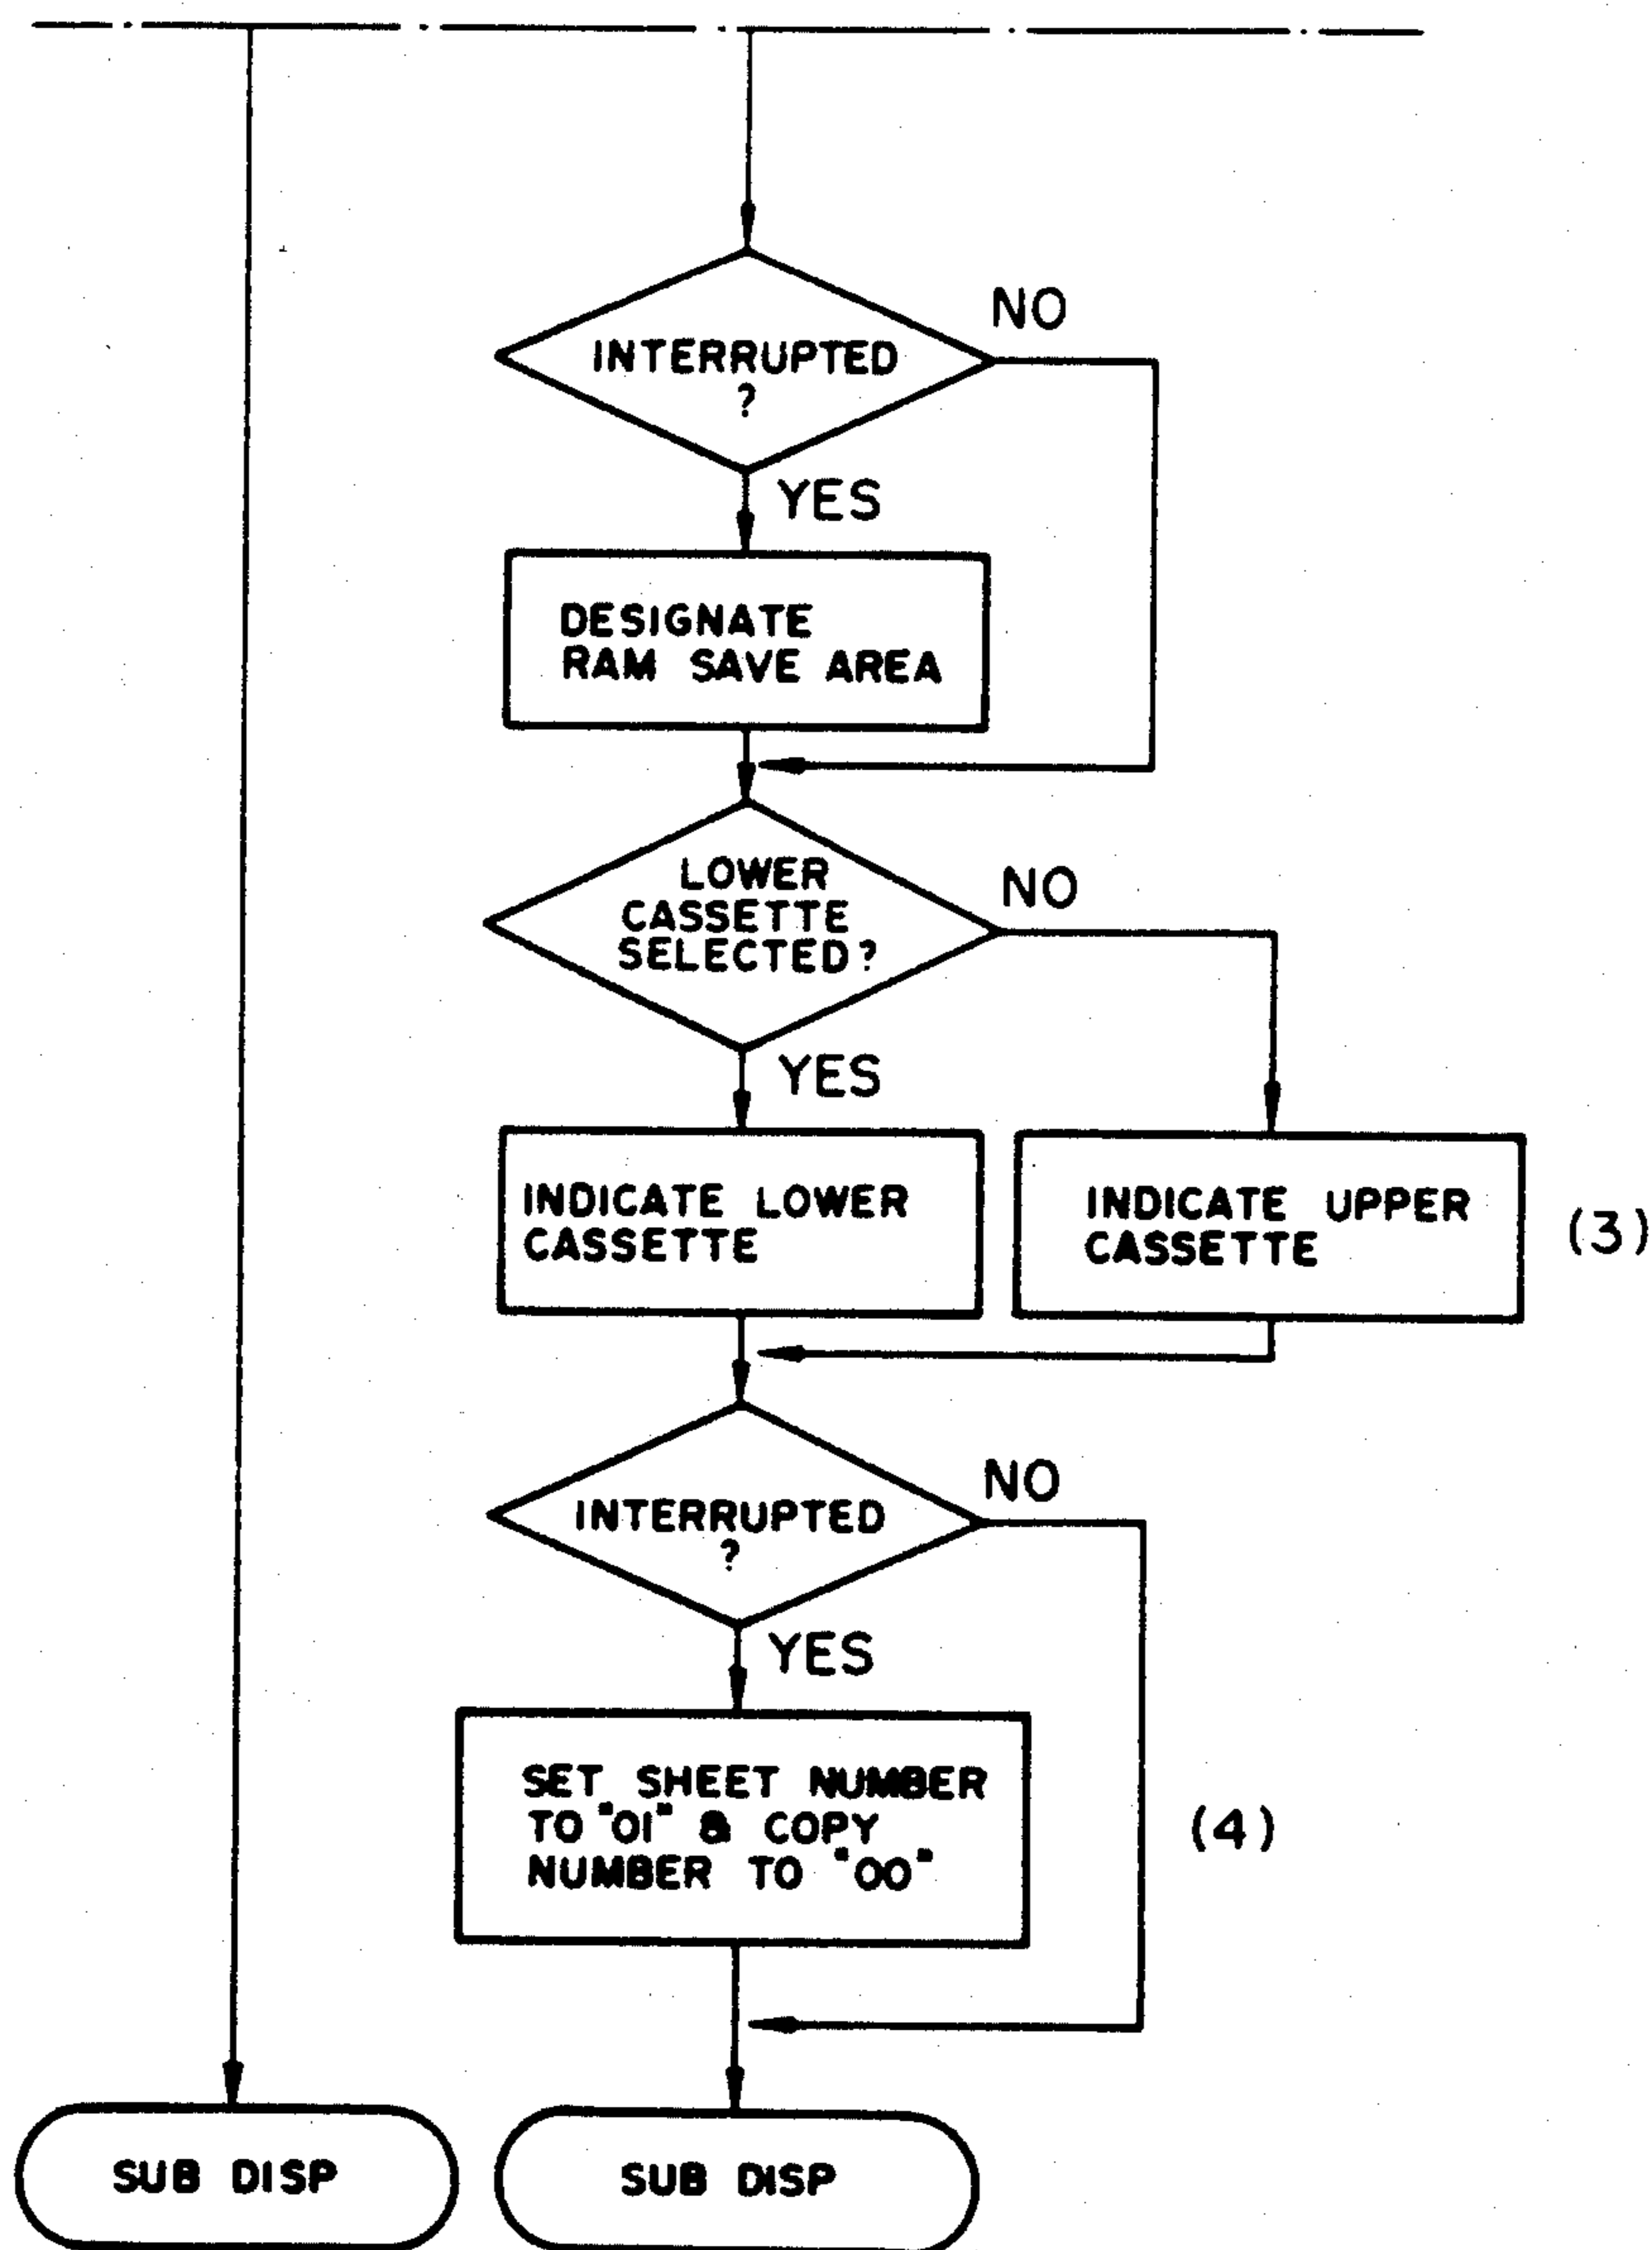 INTERRUPTED
?
NO
YES
DESIGNATE
RAM SAVE AREA
LOWER
CASSETTE
SELECTED?
NO
YES
INDICATE LOWER
CASSETTE
INDICATE UPPER
CASSETTE
(3)
INTERRUPTED
?
NO
YES
SET SHEET NUMBER
TO "01" & COPY
NUMBER TO "00"
(4)
SUB DISP
SUB DISP